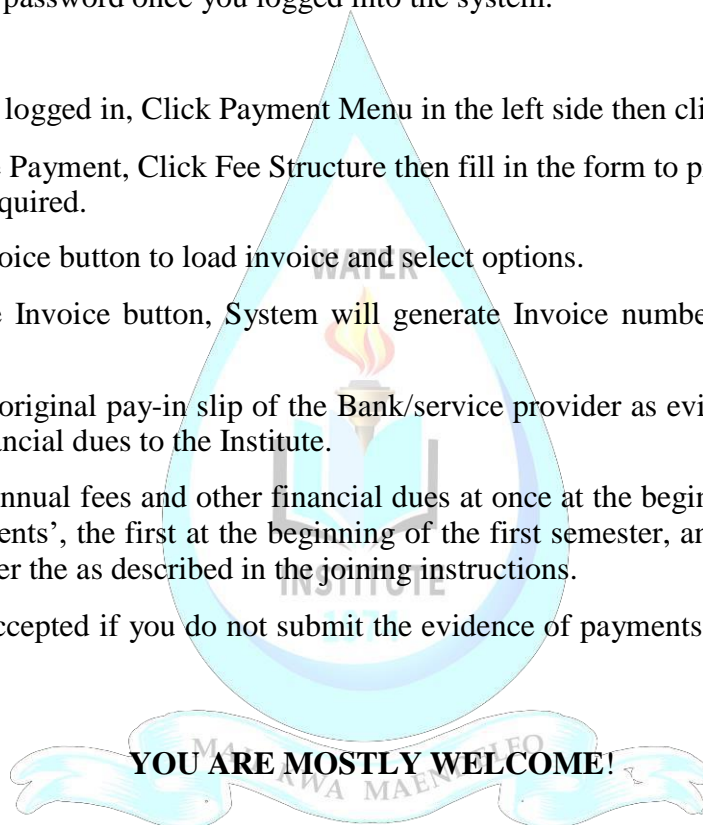 password once you logged into the system.
logged in, Click Payment Menu in the left side then cli
Payment, Click Fee Structure then fill in the form to p
quired.
oice button to load invoice and select options.
WATER
Invoice button, System will generate Invoice numbe
original pay-in slip of the Bank/service provider as evi
ancial dues to the Institute.
nnual fees and other financial dues at once at the begin
ents’, the first at the beginning of the first semester, an
er the as described in the joining instructions.
INSTITUTE
ccepted if you do not submit the evidence of payments
1974
YOU ARE MOSTLY WELCOME!
MAJI KWA MAENDELEO